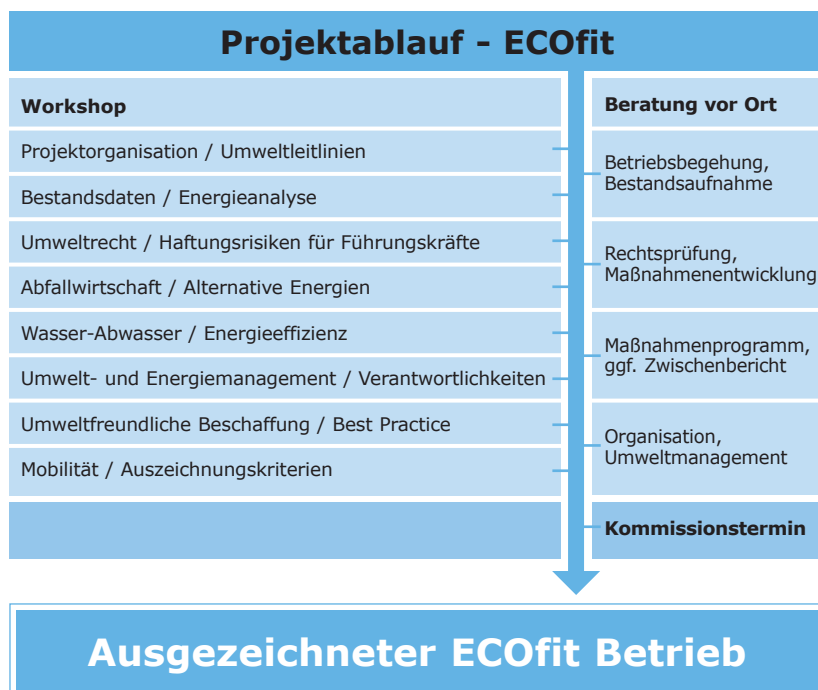 Projektablauf - ECOfit
Workshop
Projektorganisation / Umweltleitlinien
Bestandsdaten / Energieanalyse
Umweltrecht / Haftungsrisiken für Führungskräfte
Abfallwirtschaft / Alternative Energien
Wasser-Abwasser / Energieeffizienz
Umwelt- und Energiemanagement / Verantwortlichkeiten
Umweltfreundliche Beschaffung / Best Practice
Mobilität / Auszeichnungskriterien
Beratung vor Ort
Betriebsbegehung,
Bestandsaufnahme
Rechtsprüfung,
Maßnahmenentwicklung
Maßnahmenprogramm,
ggf. Zwischenbericht
Organisation,
Umweltmanagement
Kommissionstermin
Ausgezeichneter ECOfit Betrieb